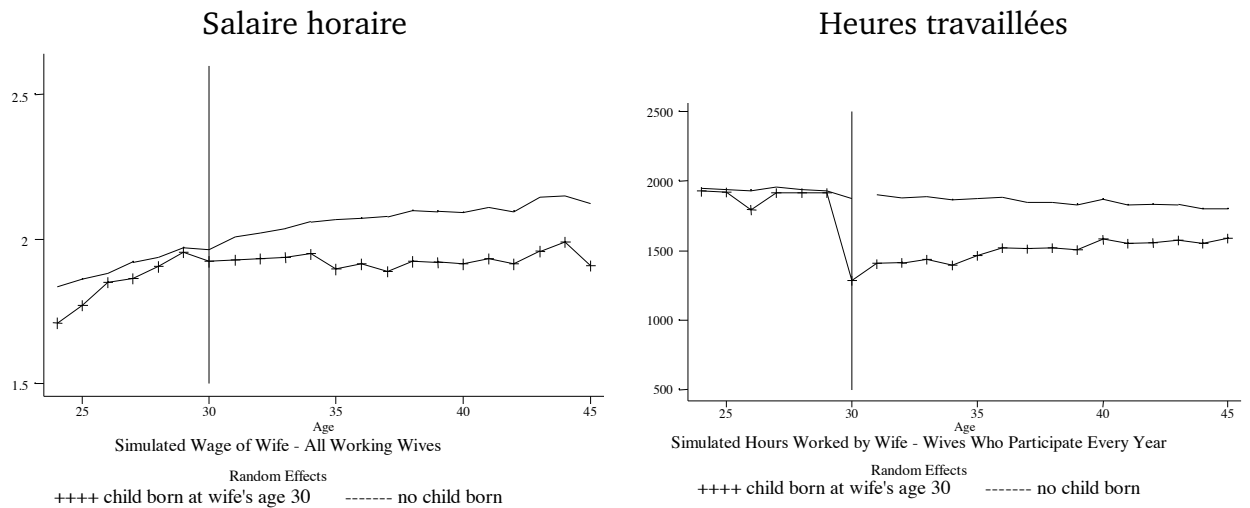 Salaire horaire
2.5
2
1.5
25 30 35 40 45
Age
Simulated Wage of Wife - All Working Wives
Random Effects
++++ child born at wife's age 30 ------- no child born
Heures travaillées
2500
2000
1500
1000
500
25 30 35 40 45
Age
Simulated Hours Worked by Wife - Wives Who Participate Every Year
Random Effects
++++ child born at wife's age 30 ------- no child born